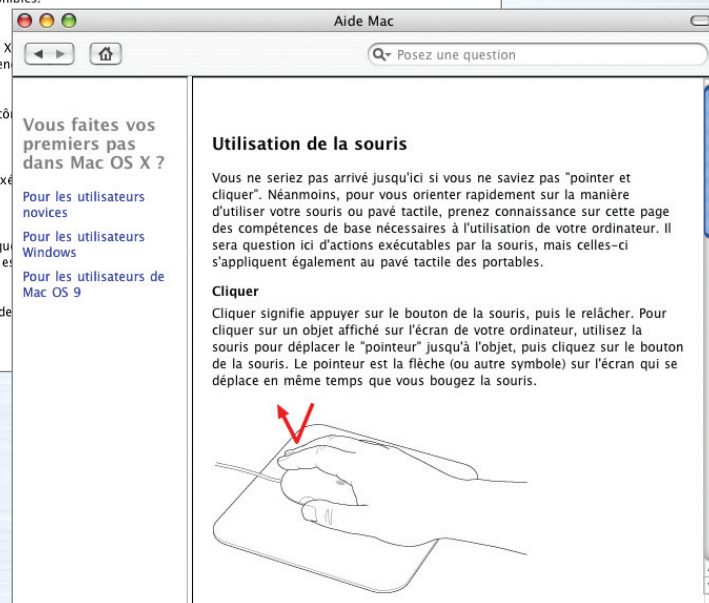 onibles.
Aide Mac
Posez une question
Vous faites vos
premiers pas
dans Mac OS X ?
Pour les utilisateurs
novices
Pour les utilisateurs
Windows
Pour les utilisateurs de
Mac OS 9
Utilisation de la souris
Vous ne seriez pas arrivé jusqu'ici si vous ne saviez pas "pointer et
cliquer". Néanmoins, pour vous orienter rapidement sur la manière
d'utiliser votre souris ou pavé tactile, prenez connaissance sur cette page
des compétences de base nécessaires à l'utilisation de votre ordinateur. Il
sera question ici d'actions exécutables par la souris, mais celles-ci
s'appliquent également au pavé tactile des portables.
Cliquer
Cliquer signifie appuyer sur le bouton de la souris, puis le relâcher. Pour
cliquer sur un objet affiché sur l'écran de votre ordinateur, utilisez la
souris pour déplacer le "pointeur" jusqu'à l'objet, puis cliquez sur le bouton
de la souris. Le pointeur est la flèche (ou autre symbole) sur l'écran qui se
déplace en même temps que vous bougez la souris.